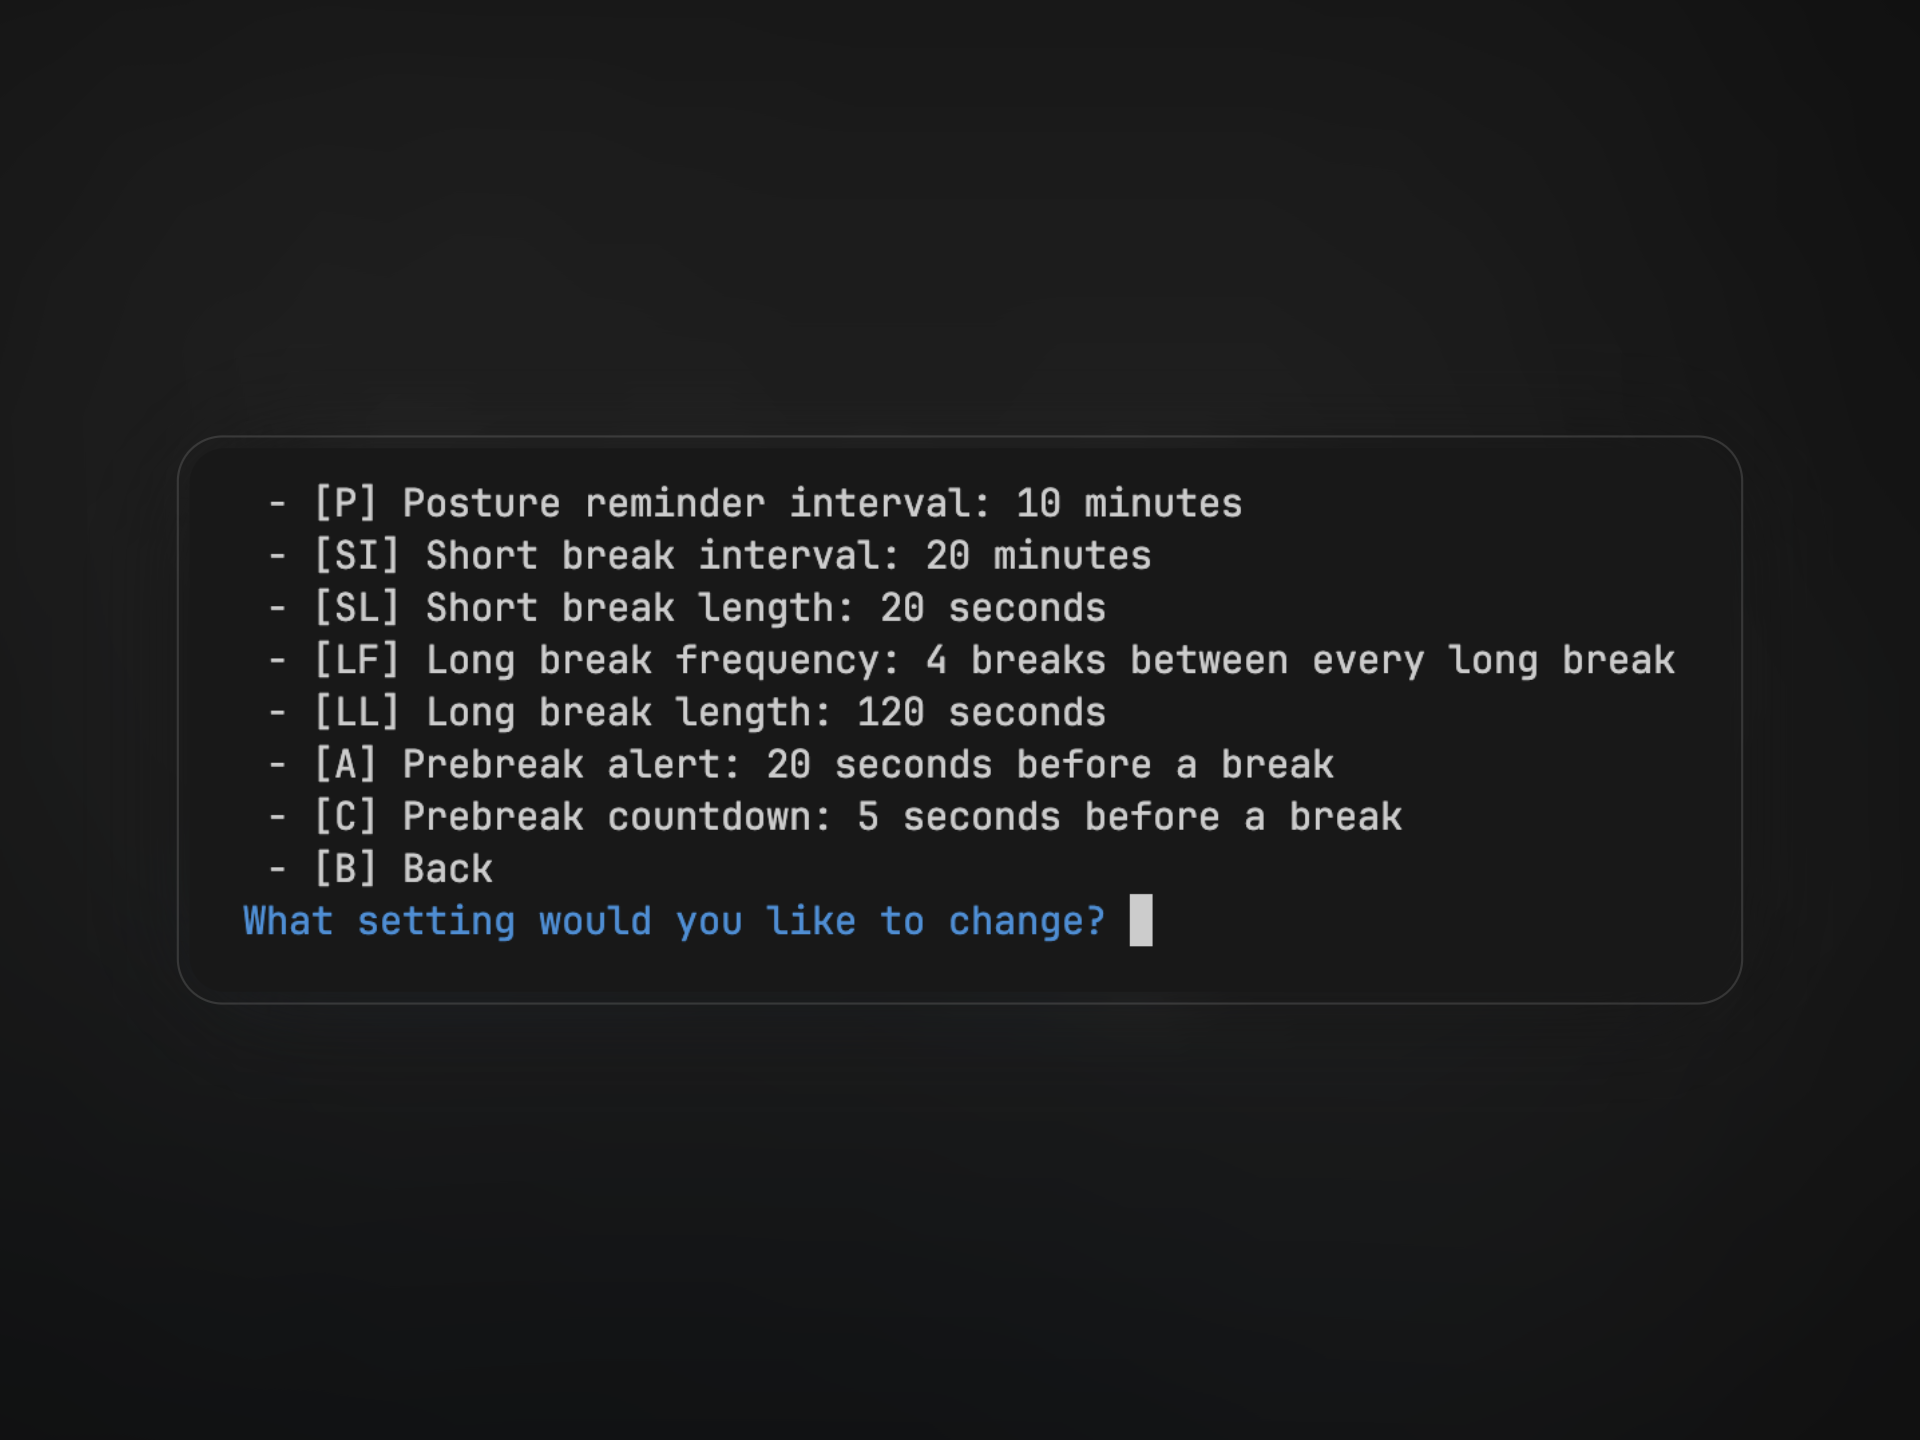 - [P] Posture reminder interval: 10 minutes
- [SI] Short break interval: 20 minutes
- [SL] Short break length: 20 seconds
- [LF] Long break frequency: 4 breaks between every long break
- [LL] Long break length: 120 seconds
- [A] Prebreak alert: 20 seconds before a break
- [C] Prebreak countdown: 5 seconds before a break
- [B] Back
What setting would you like to change?